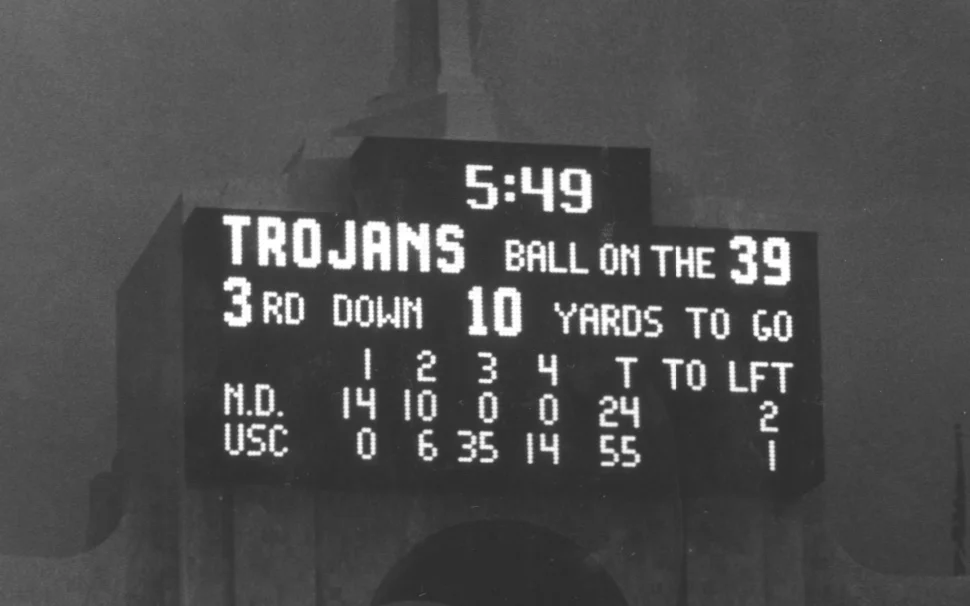 5:49
TROJANS BALL ON THE 39
3RD DOWN 10 YARDS TO GO
1 2 3 4 T TO LFT
N.D. 14 10 0 0 24 2
USC 0 6 35 14 55 1